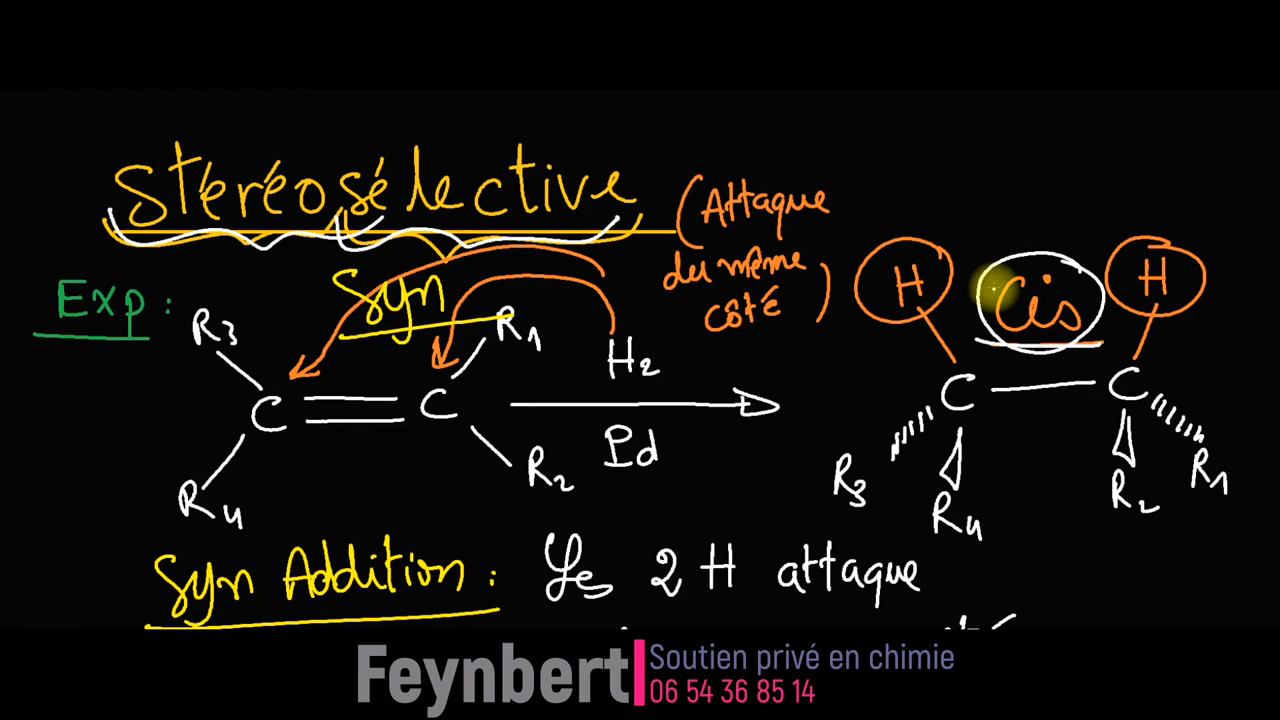 Stéréosélective
(Attaque
du même
côté)
Exp :
Syn
H Cis H
R3 R1
H2
C C
C C
Pd
R4 R2
R3 R4 R2 R1
Syn Addition : Les 2 H attaque
Feynbert
Soutien privé en chimie
06 54 36 85 14